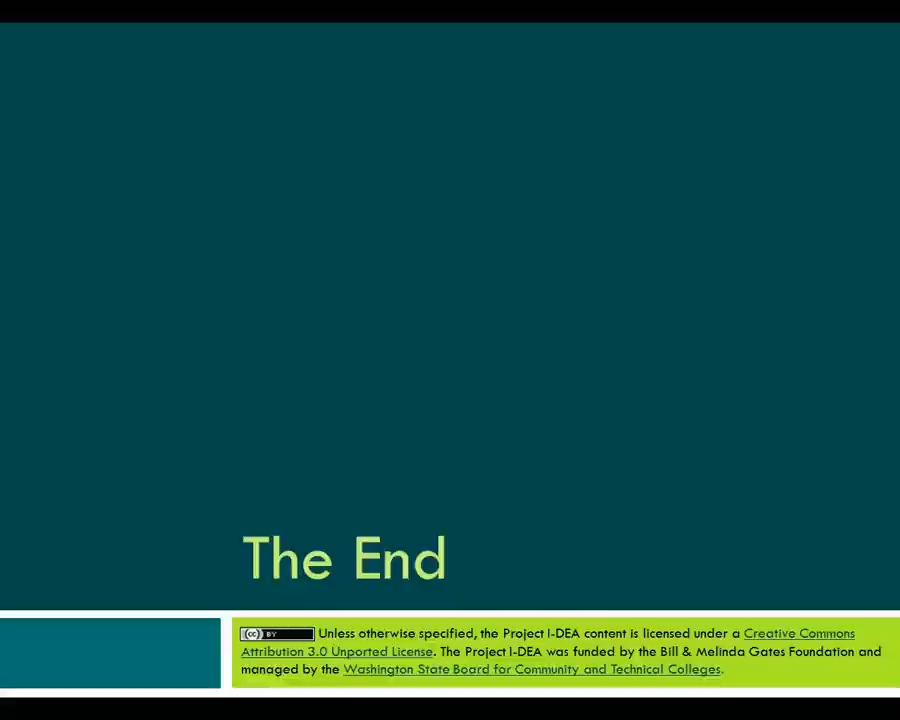 The End
(cc) BY Unless otherwise specified, the Project I-DEA content is licensed under a Creative Commons
Attribution 3.0 Unported License. The Project I-DEA was funded by the Bill & Melinda Gates Foundation and
managed by the Washington State Board for Community and Technical Colleges.